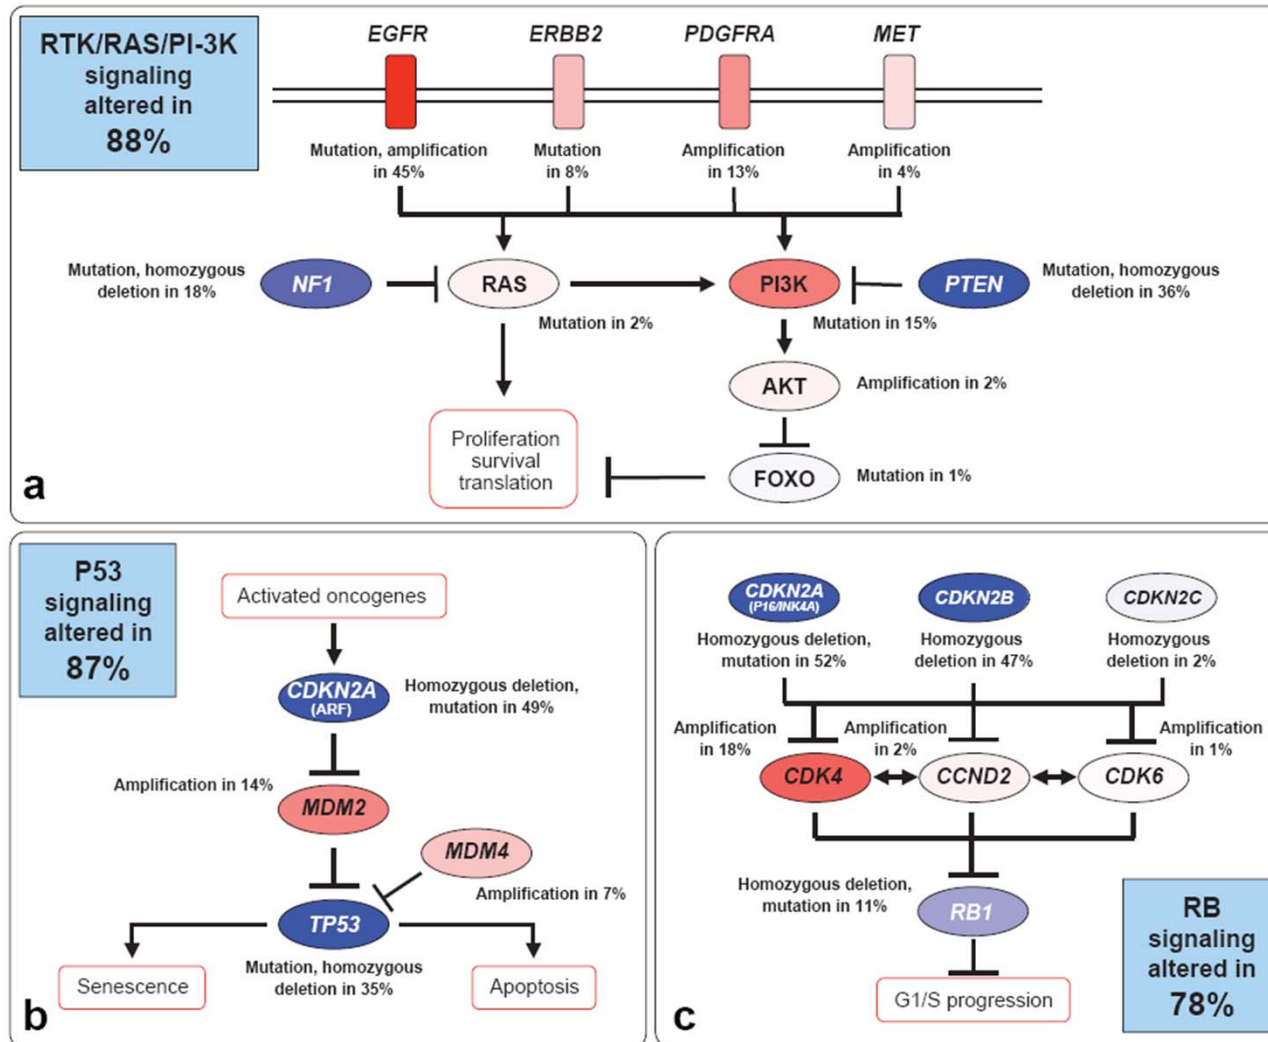 RTK/RAS/PI-3K
signaling
altered in
88%
EGFR
ERBB2
PDGFRA
MET
Mutation, amplification
in 45%
Mutation
in 8%
Amplification
in 13%
Amplification
in 4%
Mutation, homozygous
deletion in 18%
NF1
RAS
Mutation in 2%
PI3K
Mutation in 15%
PTEN
Mutation, homozygous
deletion in 36%
AKT
Amplification in 2%
Proliferation
survival
translation
FOXO
Mutation in 1%
a
P53
signaling
altered in
87%
Activated oncogenes
CDKN2A
(ARF)
Homozygous deletion,
mutation in 49%
Amplification in 14%
MDM2
MDM4
Amplification in 7%
TP53
Mutation, homozygous
deletion in 35%
Senescence
Apoptosis
b
CDKN2A
(P16/INK4A)
CDKN2B
CDKN2C
Homozygous deletion,
mutation in 52%
Homozygous
deletion in 47%
Homozygous
deletion in 2%
Amplification
in 18%
Amplification
in 2%
Amplification
in 1%
CDK4
CCND2
CDK6
Homozygous deletion,
mutation in 11%
RB1
G1/S progression
RB
signaling
altered in
78%
c